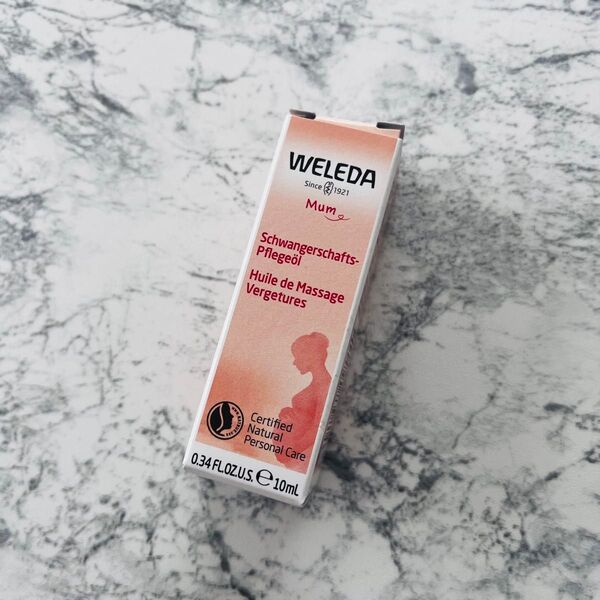 WELEDA
Since 1921
Mum
Schwangerschafts-
Pflegeöl
Huile de Massage
Vergetures
Certified
Natural
Personal Care
0.34 FL.OZ.U.S. ℮ 10mL